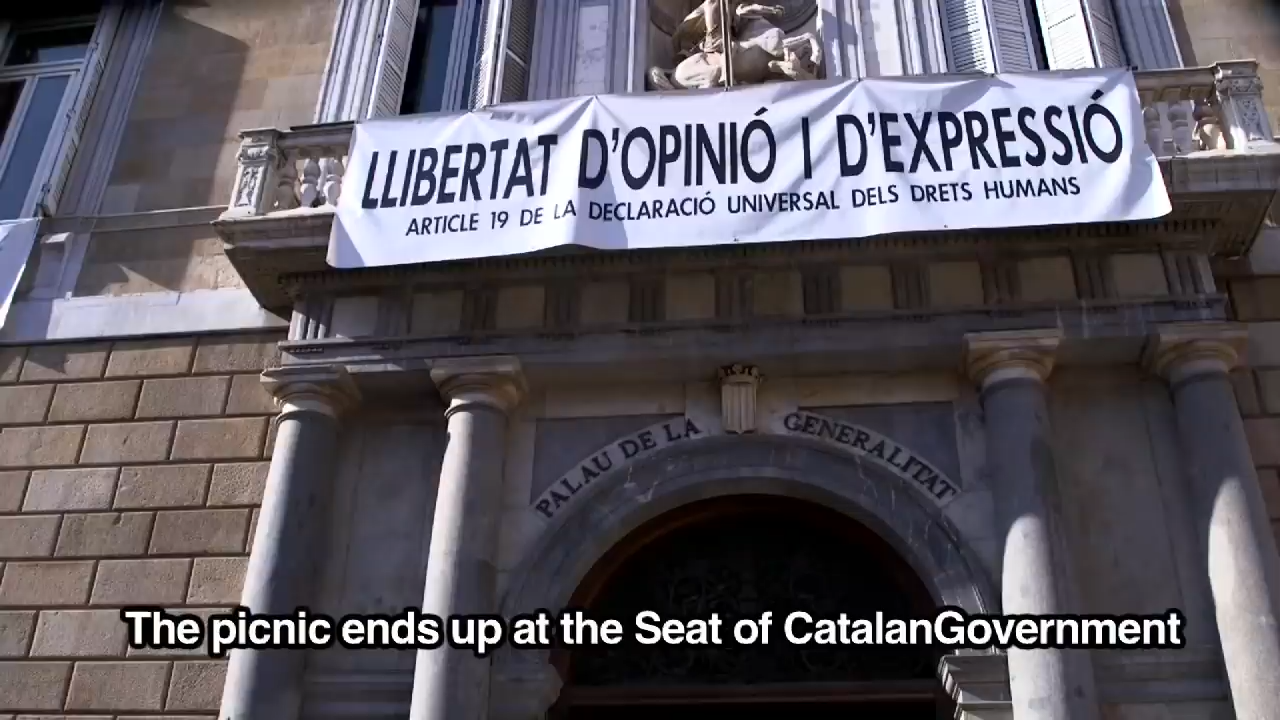 LLIBERTAT D'OPINIÓ I D'EXPRESSIÓ
ARTICLE 19 DE LA DECLARACIÓ UNIVERSAL DELS DRETS HUMANS
PALAU DE LA GENERALITAT
The picnic ends up at the Seat of CatalanGovernment